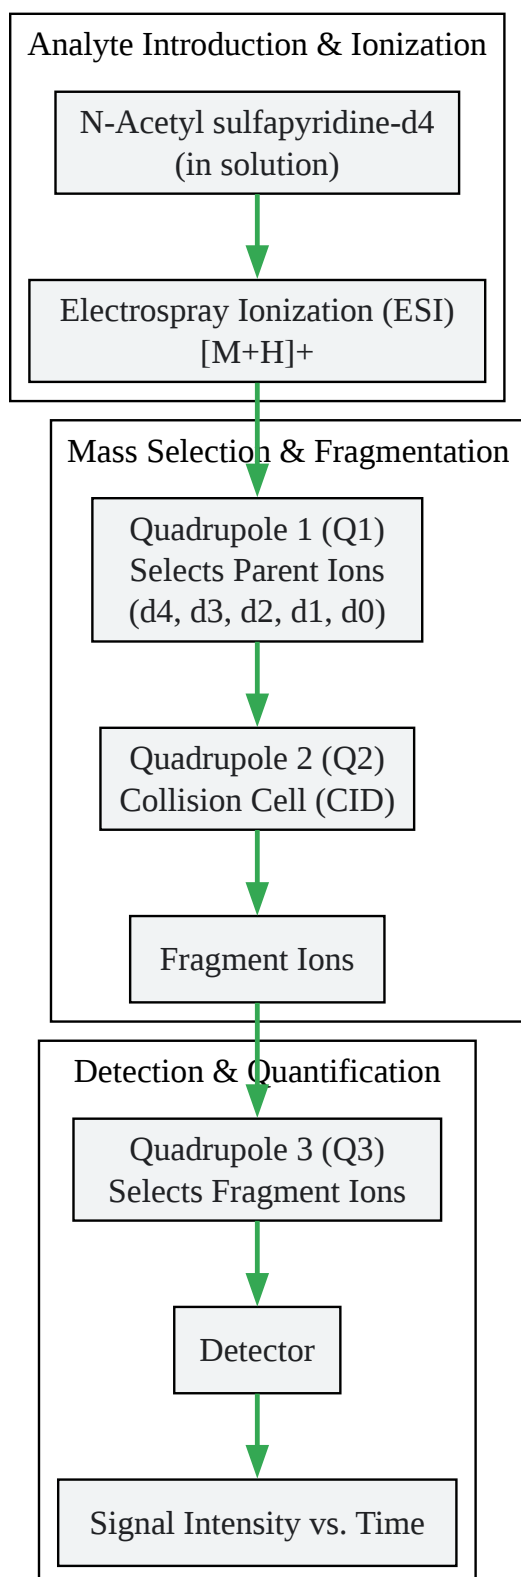 Analyte Introduction & Ionization
N-Acetyl sulfapyridine-d4
(in solution)
Electrospray Ionization (ESI)
[M+H]+
Mass Selection & Fragmentation
Quadrupole 1 (Q1)
Selects Parent Ions
(d4, d3, d2, d1, d0)
Quadrupole 2 (Q2)
Collision Cell (CID)
Fragment Ions
Detection & Quantification
Quadrupole 3 (Q3)
Selects Fragment Ions
Detector
Signal Intensity vs. Time